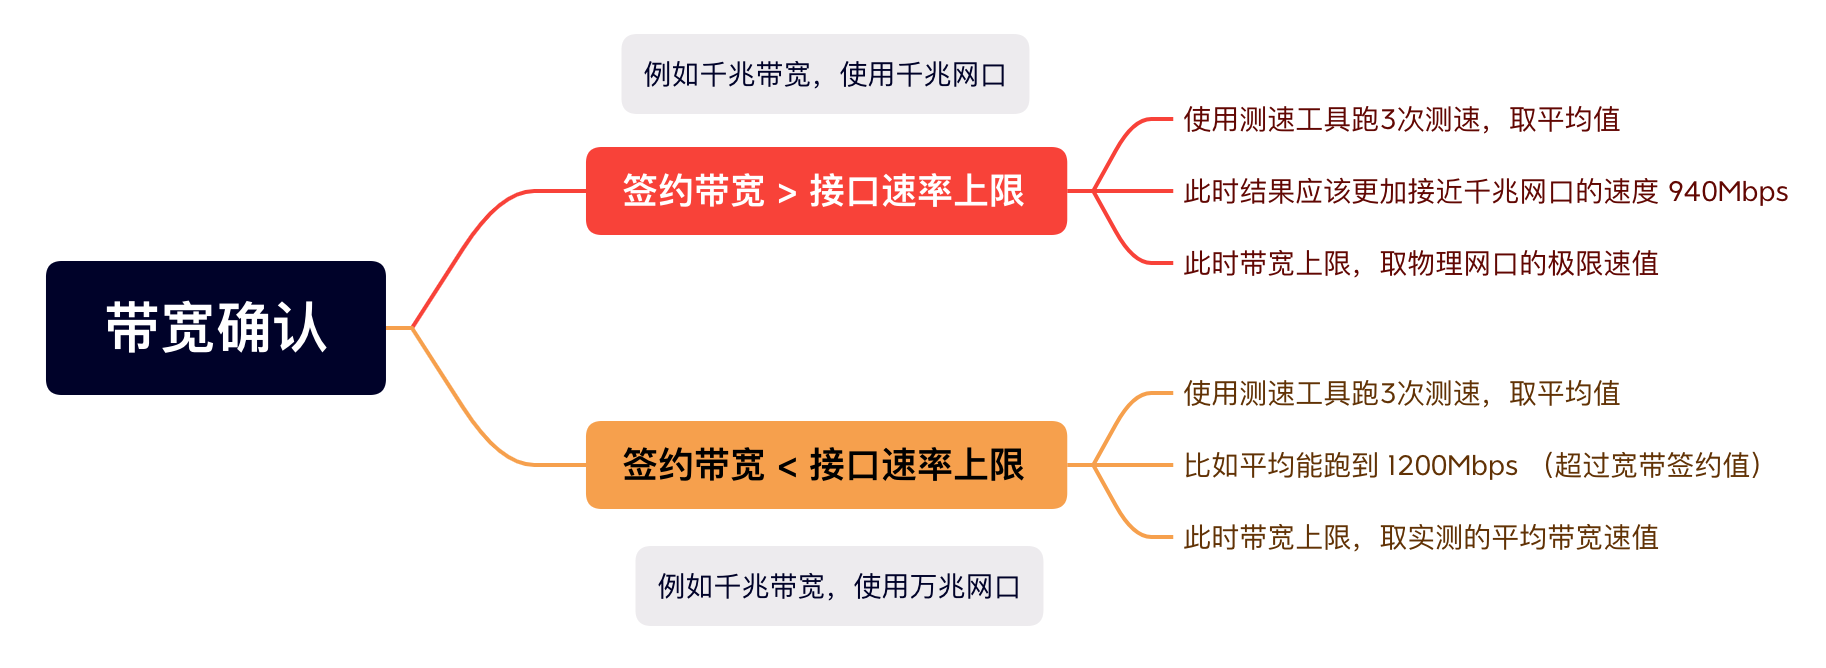 带宽确认
例如千兆带宽，使用千兆网口
签约带宽 > 接口速率上限
使用测速工具跑3次测速，取平均值
此时结果应该更加接近千兆网口的速度 940Mbps
此时带宽上限，取物理网口的极限速值
签约带宽 < 接口速率上限
使用测速工具跑3次测速，取平均值
比如平均能跑到 1200Mbps （超过宽带签约值）
此时带宽上限，取实测的平均带宽速值
例如千兆带宽，使用万兆网口